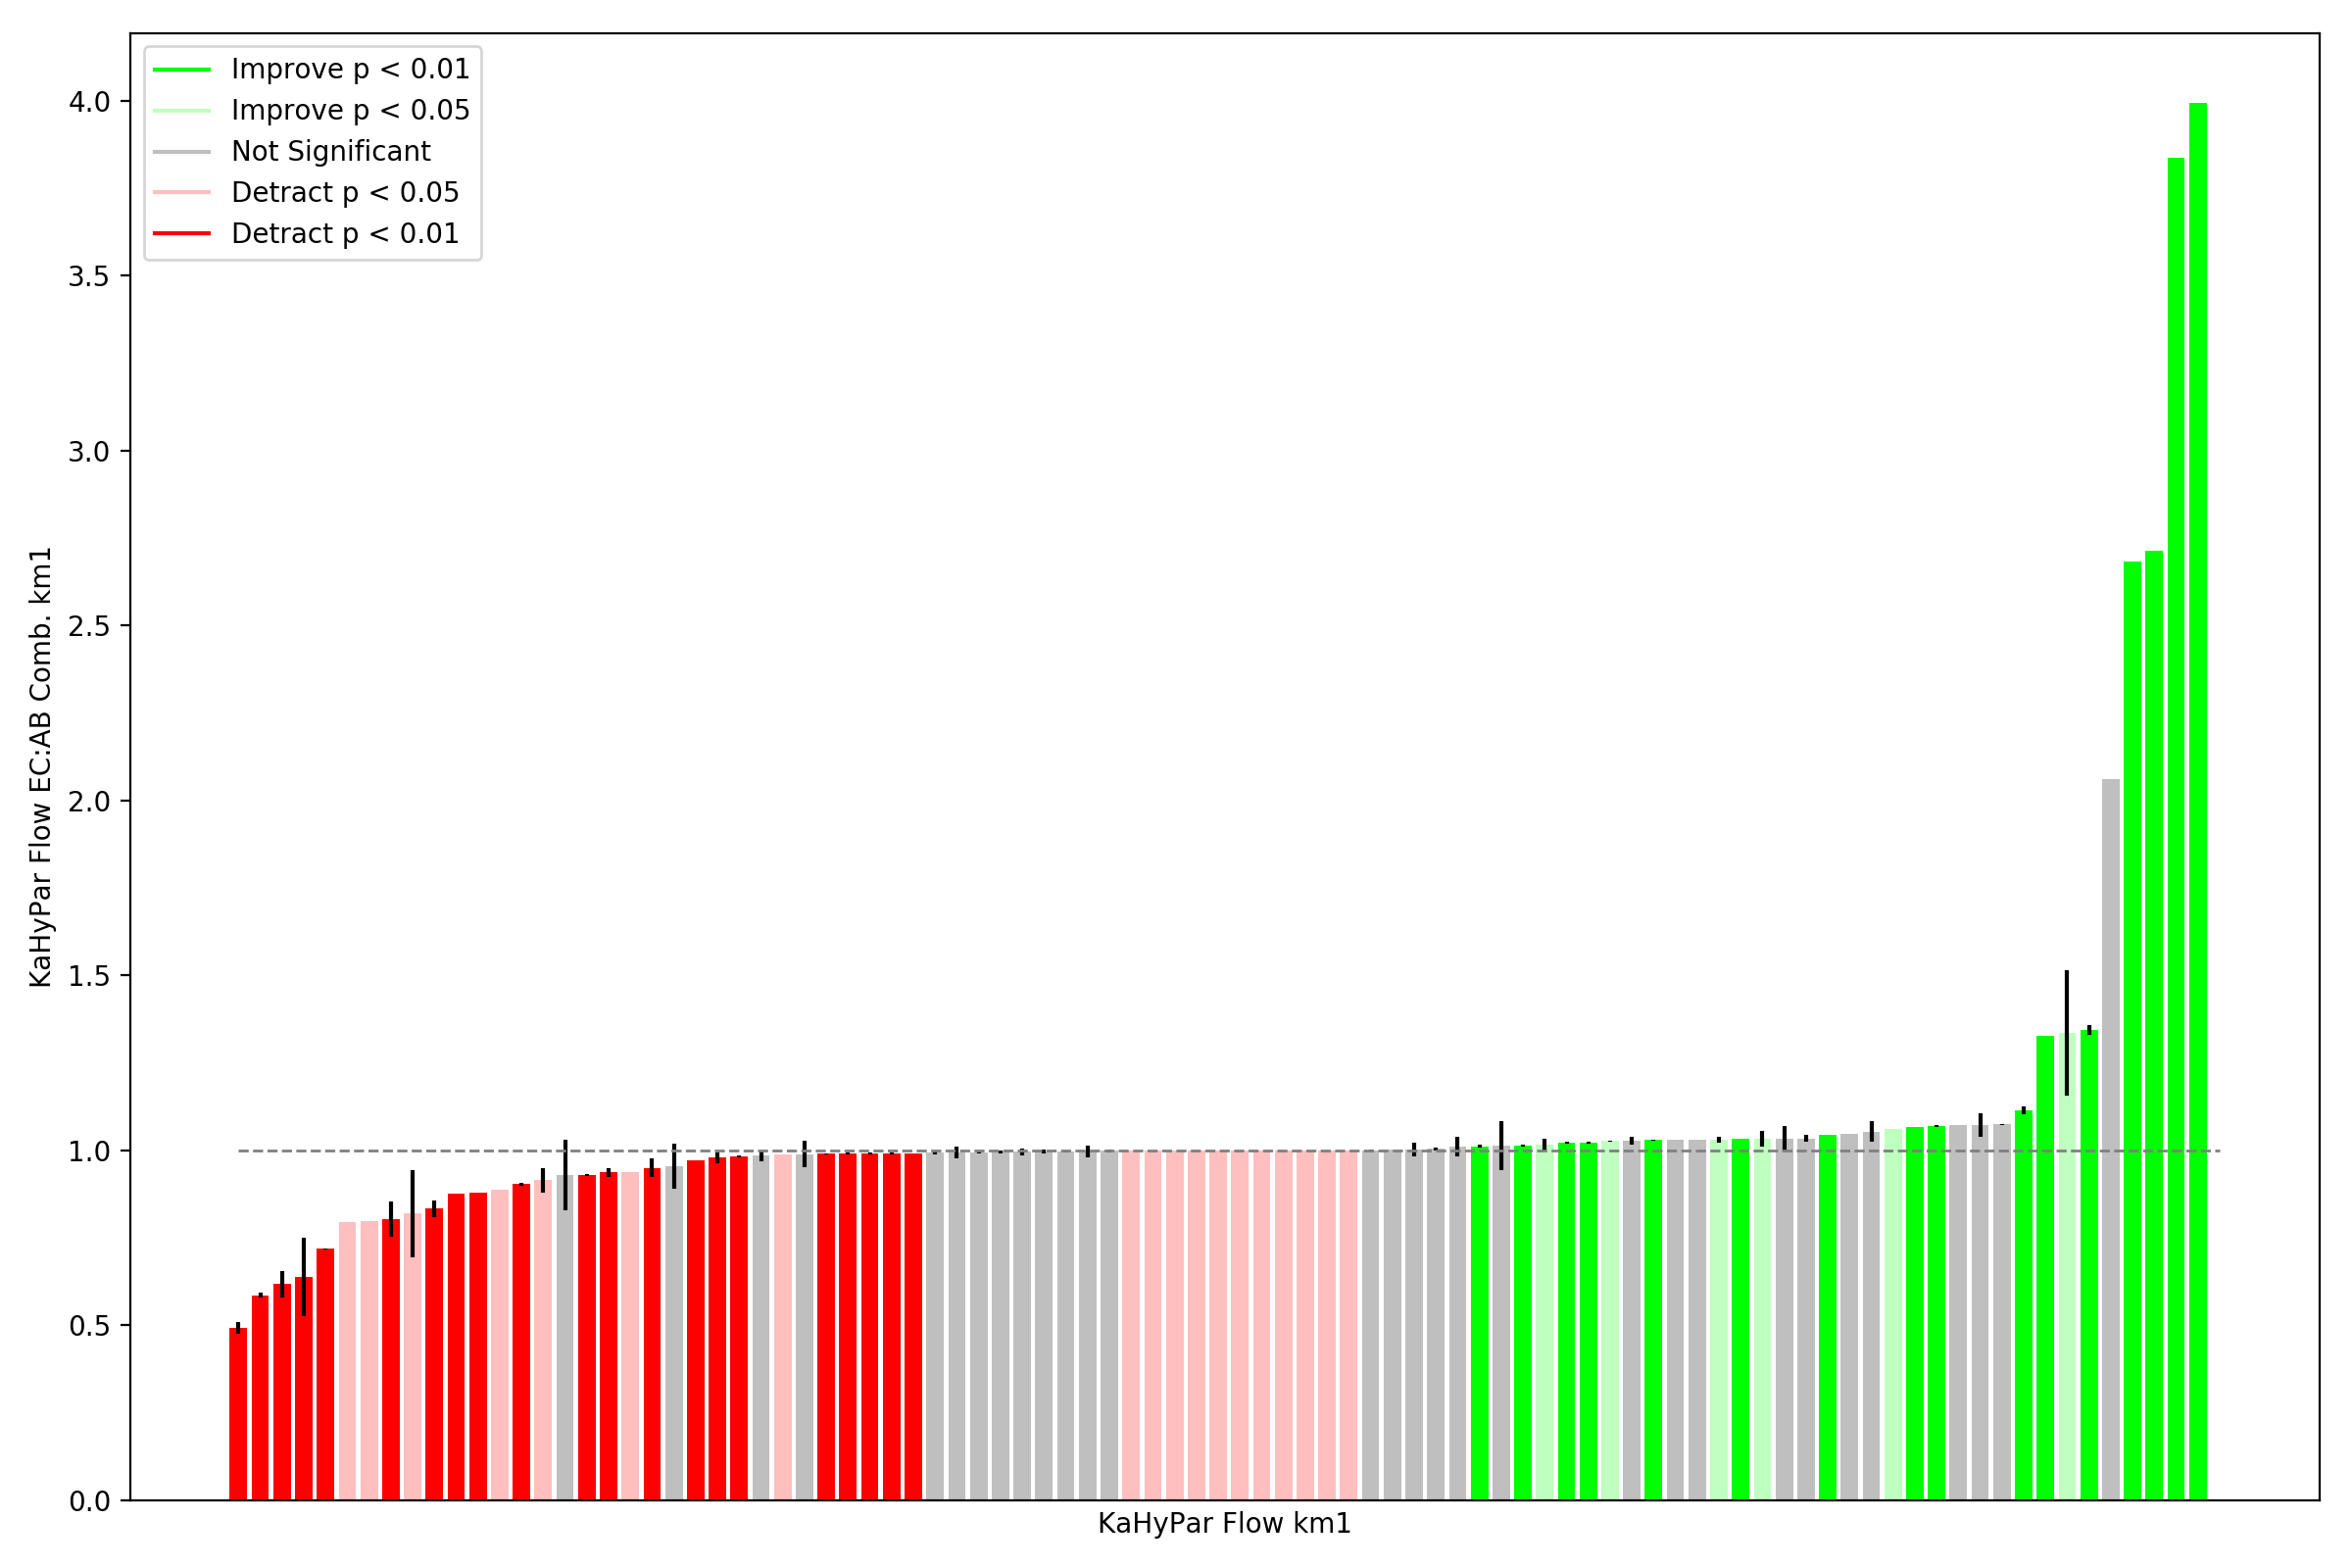 Improve p < 0.01
Improve p < 0.05
Not Significant
Detract p < 0.05
Detract p < 0.01
4.0
3.5
3.0
2.5
2.0
1.5
1.0
0.5
0.0
KaHyPar Flow EC:AB Comb. km1
KaHyPar Flow km1